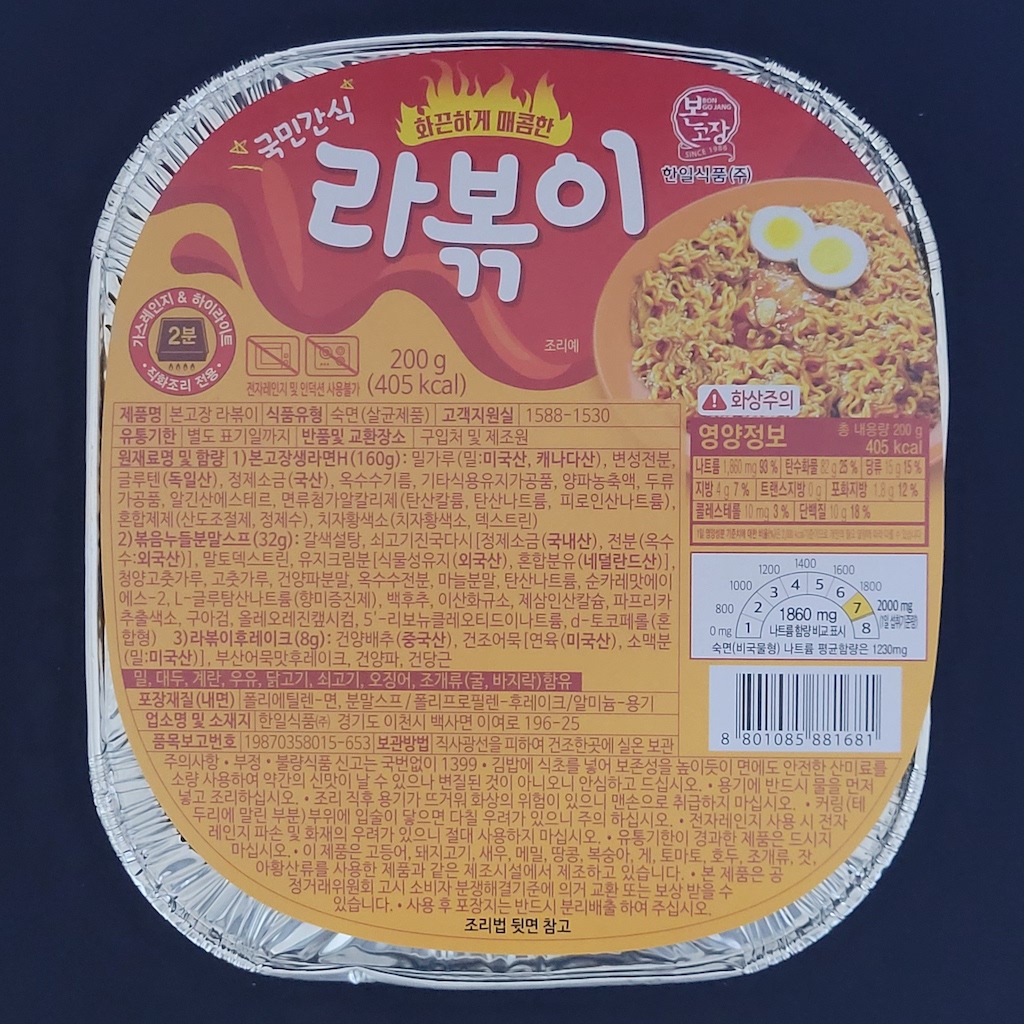 국민간식
화끈하게 매콤한
라볶이
본고장
BON GO JANG
SINCE 1988
한일식품(주)
조리예
가스레인지 & 하이라이트
2분
• 직화조리 전용 •
전자레인지 및 인덕션 사용불가
200 g
(405 kcal)
화상주의
제품명 본고장 라볶이 식품유형 숙면(살균제품) 고객지원실 1588-1530
유통기한 별도 표기일까지 반품및 교환장소 구입처 및 제조원
원재료명 및 함량 1)본고장생라면H(160g): 밀가루(밀:미국산, 캐나다산), 변성전분,
글루텐(독일산), 정제소금(국산), 옥수수기름, 기타식용유지가공품, 양파농축액, 두류
가공품, 알긴산에스테르, 면류첨가알칼리제(탄산칼륨, 탄산나트륨, 피로인산나트륨),
혼합제제(산도조절제, 정제수), 치자황색소(치자황색소, 덱스트린)
2)볶음누들분말스프(32g): 갈색설탕, 쇠고기진국다시[정제소금(국내산), 전분(옥수
수:외국산)], 말토덱스트린, 유지크림분[식물성유지(외국산), 혼합분유(네덜란드산)],
청양고춧가루, 고춧가루, 건양파분말, 옥수수전분, 마늘분말, 탄산나트륨, 순카레맛에이
에스-2, L-글루탐산나트륨(향미증진제), 백후추, 이산화규소, 제삼인산칼슘, 파프리카
추출색소, 구아검, 올레오레진캪시컴, 5'-리보뉴클레오티드이나트륨, d-토코페롤(혼
합형) 3)라볶이후레이크(8g): 건양배추(중국산), 건조어묵[연육(미국산), 소맥분
(밀:미국산)], 부산어묵맛후레이크, 건양파, 건당근
밀, 대두, 계란, 우유, 닭고기, 쇠고기, 오징어, 조개류(굴, 바지락)함유
포장재질(내면) 폴리에틸렌-면, 분말스프/폴리프로필렌-후레이크/알미늄-용기
업소명 및 소재지 한일식품㈜ 경기도 이천시 백사면 이여로 196-25
품목보고번호 19870358015-653 보관방법 직사광선을 피하여 건조한곳에 실온 보관
영양정보 총 내용량 200 g
405 kcal
나트륨 1,860 mg 93 % 탄수화물 82 g 25 % 당류 15 g 15 %
지방 4 g 7 % 트랜스지방 0 g 포화지방 1.8 g 12 %
콜레스테롤 10 mg 3 % 단백질 10 g 18 %
0 mg 800 1000 1200 1400 1600 1800 2000 mg
1 2 3 4 5 6 7 8
1860 mg
나트륨 함량 비교 표시
숙면(비국물형) 나트륨 평균함량은 1230mg
8 801085 881681
주의사항 • 부정 • 불량식품 신고는 국번없이 1399 • 김밥에 식초를 넣어 보존성을 높이듯이 면에도 안전한 산미료를
소량 사용하여 약간의 신맛이 날 수 있으나 변질된 것이 아니오니 안심하고 드십시오. • 용기에 반드시 물을 먼저
넣고 조리하십시오. • 조리 직후 용기가 뜨거워 화상의 위험이 있으니 맨손으로 취급하지 마십시오. • 커링(테
두리에 말린 부분)부위에 입술이 닿으면 다칠 우려가 있으니 주의 하십시오. • 전자레인지 사용 시 전자
레인지 파손 및 화재의 우려가 있으니 절대 사용하지 마십시오. • 유통기한이 경과한 제품은 드시지
마십시오. • 이 제품은 고등어, 돼지고기, 새우, 메밀, 땅콩, 복숭아, 게, 토마토, 호두, 조개류, 잣,
아황산류를 사용한 제품과 같은 제조시설에서 제조하고 있습니다. • 본 제품은 공
정거래위원회 고시 소비자 분쟁해결기준에 의거 교환 또는 보상 받을 수
있습니다. • 사용 후 포장지는 반드시 분리배출 하여 주십시오.
조리법 뒷면 참고